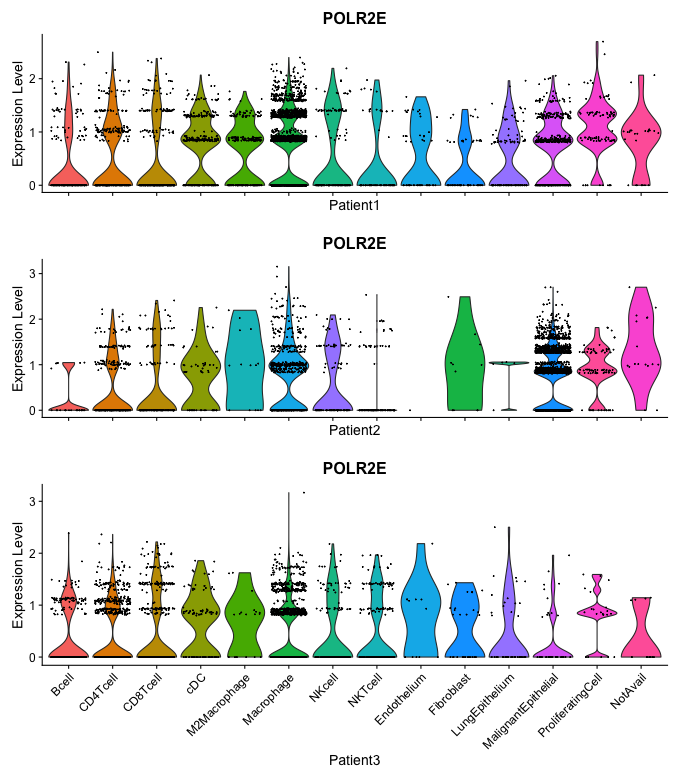 POLR2E
Expression Level
2
1
0
Patient1
POLR2E
Expression Level
3
2
1
0
Patient2
POLR2E
Expression Level
3
2
1
0
Bcell
CD4Tcell
CD8Tcell
cDC
M2Macrophage
Macrophage
NKcell
NKTcell
Endothelium
Fibroblast
LungEpithelium
MalignantEpithelial
ProliferatingCell
NotAvail
Patient3